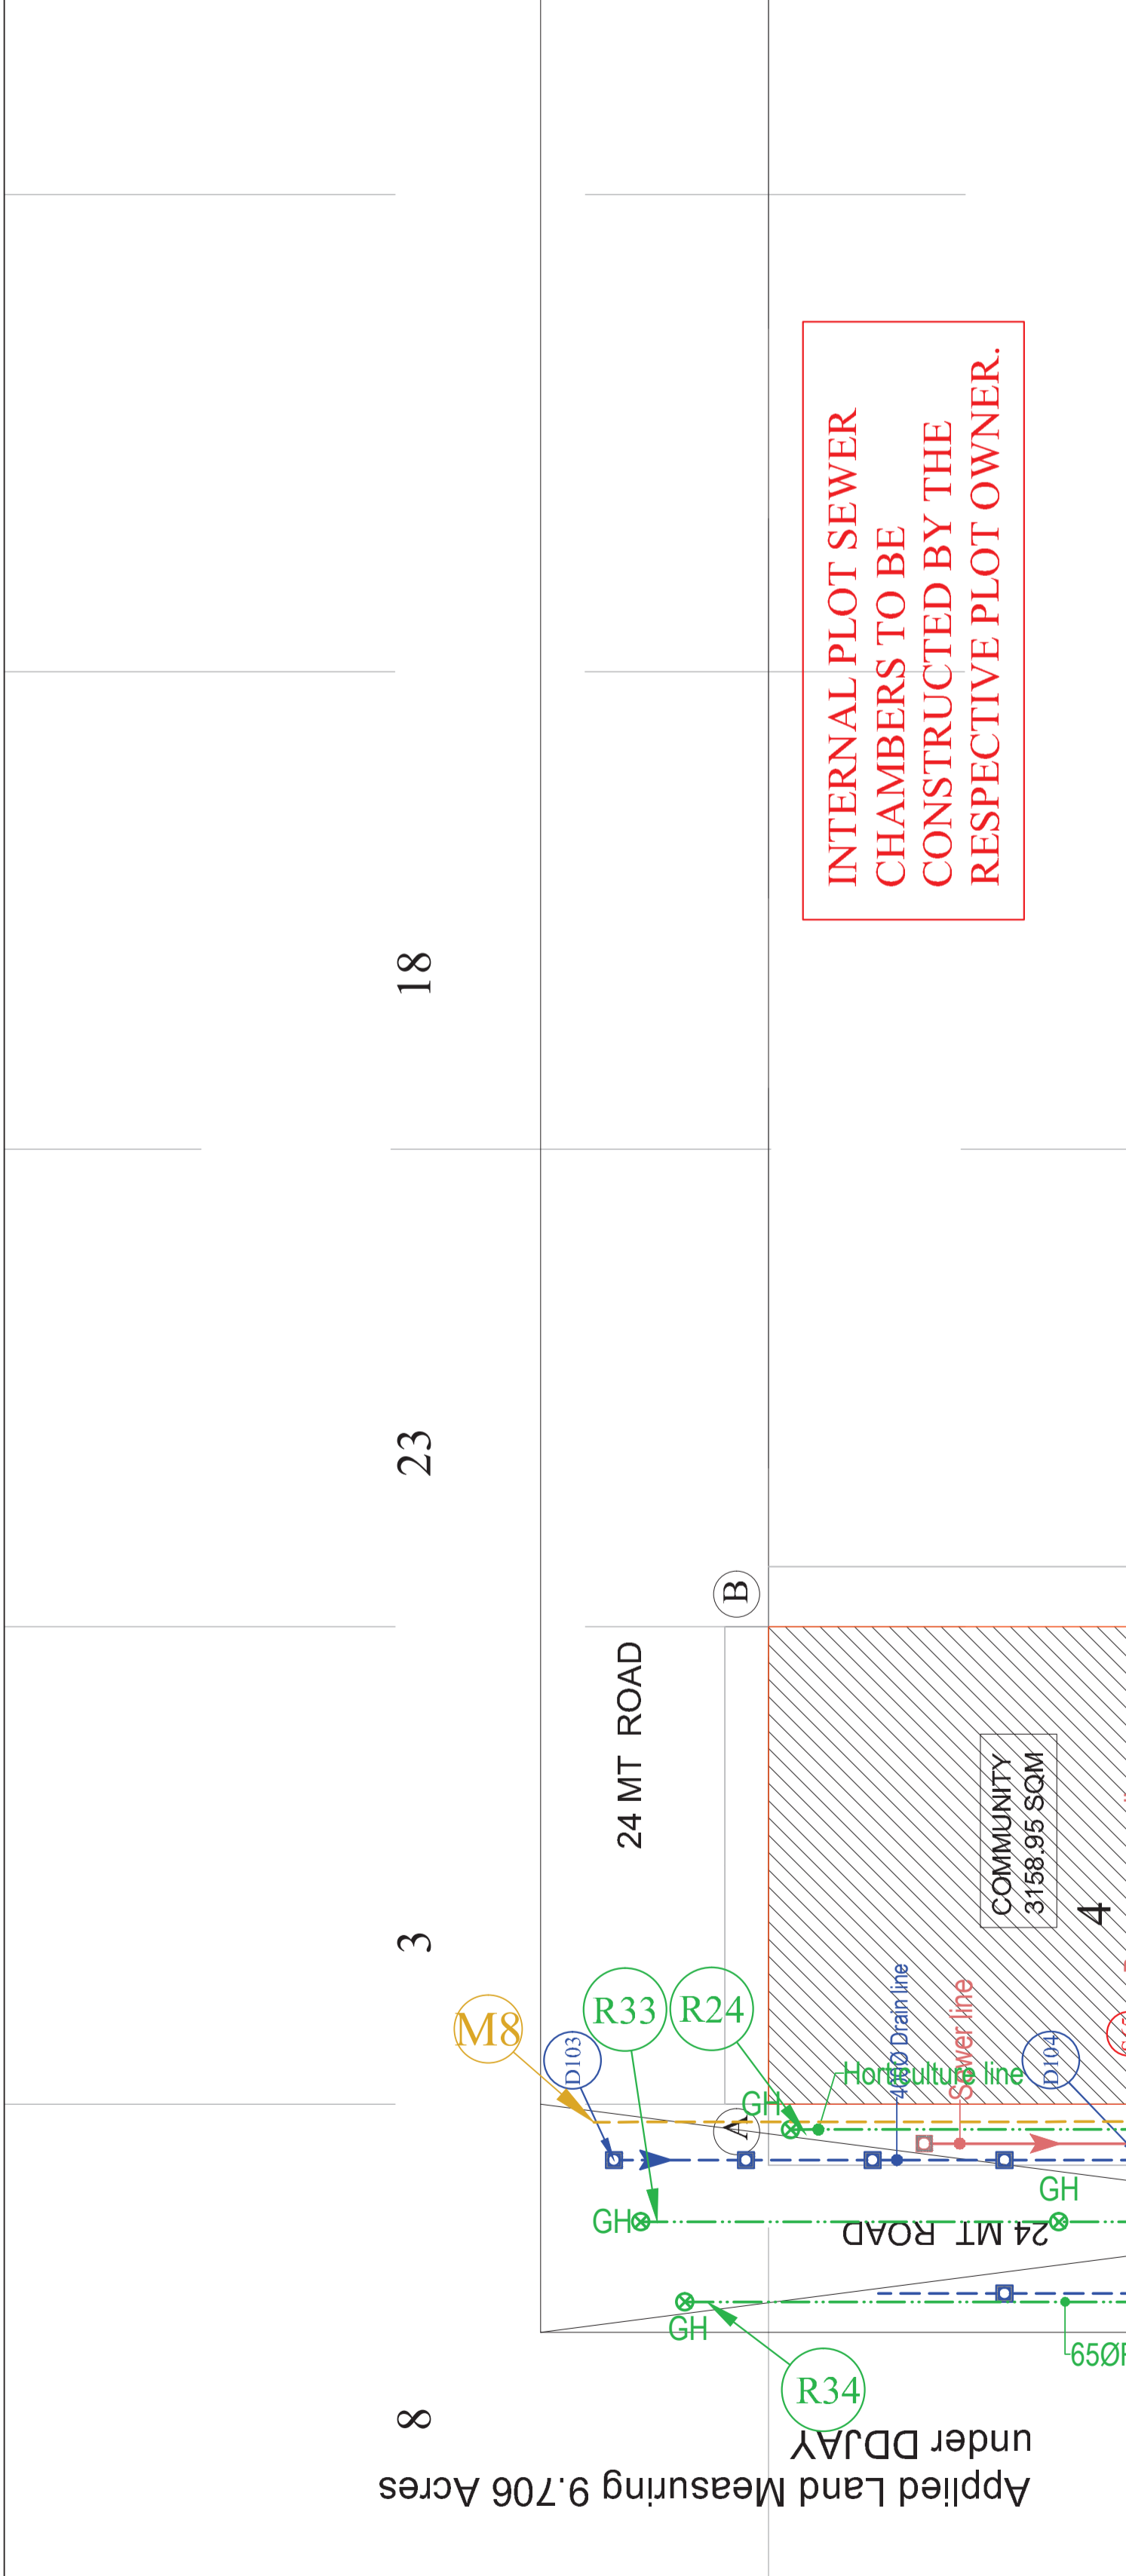 INTERNAL PLOT SEWER
CHAMBERS TO BE
CONSTRUCTED BY THE
RESPECTIVE PLOT OWNER.
18
23
B
24 MT ROAD
COMMUNITY
3158.95 SQM
4
3
M8
D103
R33
R24
400Ø Drain line
Sewer line
Horticulture line
D104
GH
A
GH
GH
24 MT ROAD
GH
65Ø
R34
8
Applied Land Measuring 9.706 Acres
under DDJAY